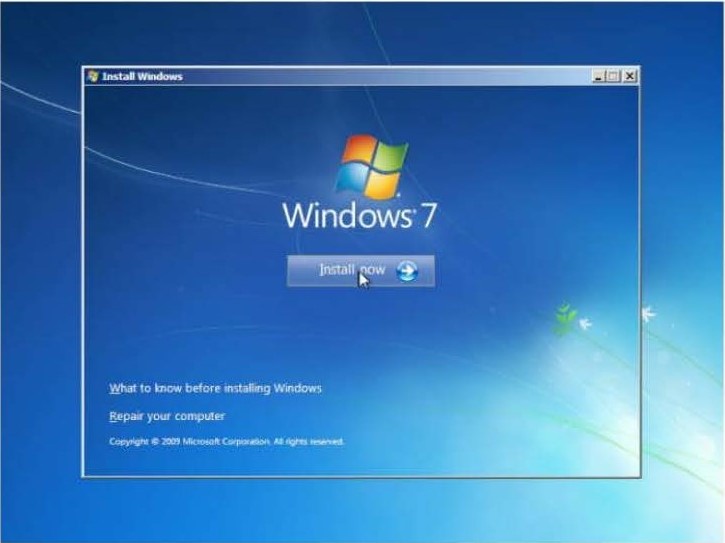 Install Windows
Windows 7
Install now
What to know before installing Windows
Repair your computer
Copyright © 2009 Microsoft Corporation. All rights reserved.